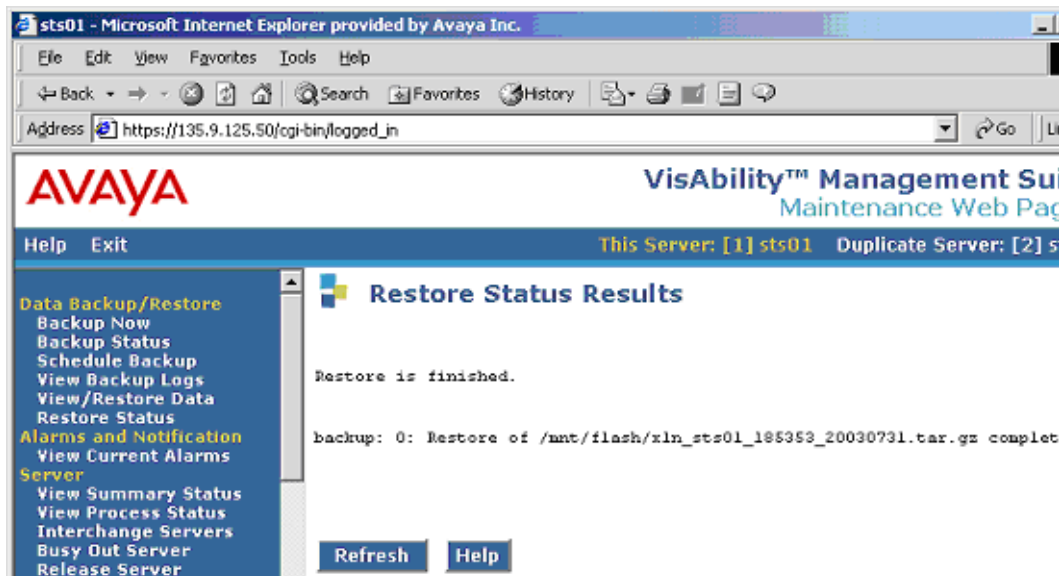 sts01 - Microsoft Internet Explorer provided by Avaya Inc.
File Edit View Favorites Tools Help
Back Search Favorites History
Address https://135.9.125.50/cgi-bin/logged_in Go
AVAYA
VisAbility™ Management
Maintenance Web
Help Exit This Server: [1] sts01 Duplicate Server: [2]
Restore Status Results
Data Backup/Restore
Backup Now
Backup Status
Schedule Backup
View Backup Logs
View/Restore Data
Restore Status
Alarms and Notification
View Current Alarms
Server
View Summary Status
View Process Status
Interchange Servers
Busy Out Server
Release Server
Restore is finished.
backup: 0: Restore of /mnt/flash/xln_sts01_185353_20030731.tar.gz complet
Refresh Help